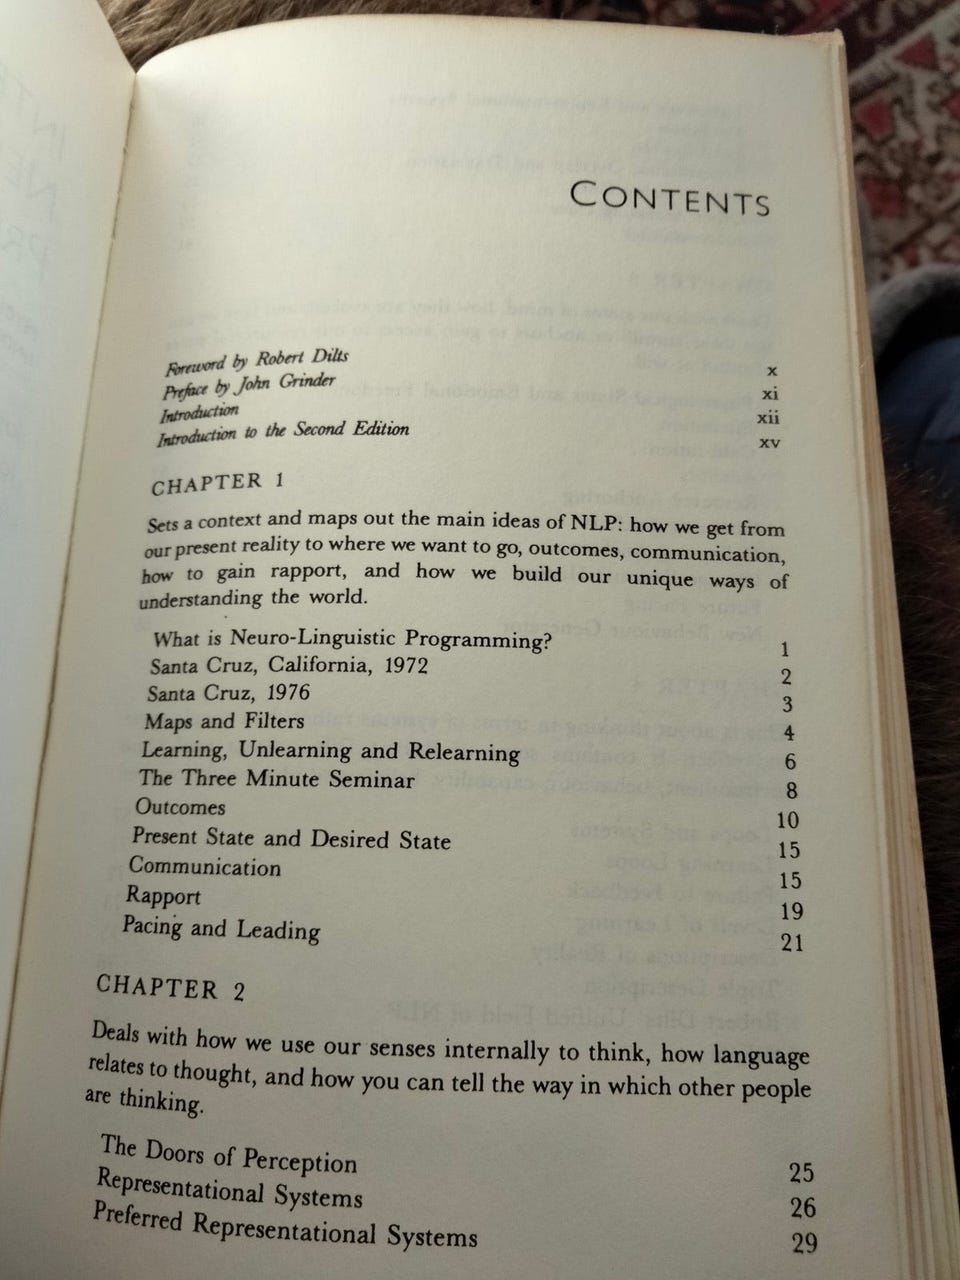 CONTENTS
Foreword by Robert Dilts x
Preface by John Grinder xi
Introduction xii
Introduction to the Second Edition xv
CHAPTER 1
Sets a context and maps out the main ideas of NLP: how we get from
our present reality to where we want to go, outcomes, communication,
how to gain rapport, and how we build our unique ways of
understanding the world.
What is Neuro-Linguistic Programming? 1
Santa Cruz, California, 1972 2
Santa Cruz, 1976 3
Maps and Filters 4
Learning, Unlearning and Relearning 6
The Three Minute Seminar 8
Outcomes 10
Present State and Desired State 15
Communication 15
Rapport 19
Pacing and Leading 21
CHAPTER 2
Deals with how we use our senses internally to think, how language
relates to thought, and how you can tell the way in which other people
are thinking.
The Doors of Perception 25
Representational Systems 26
Preferred Representational Systems 29